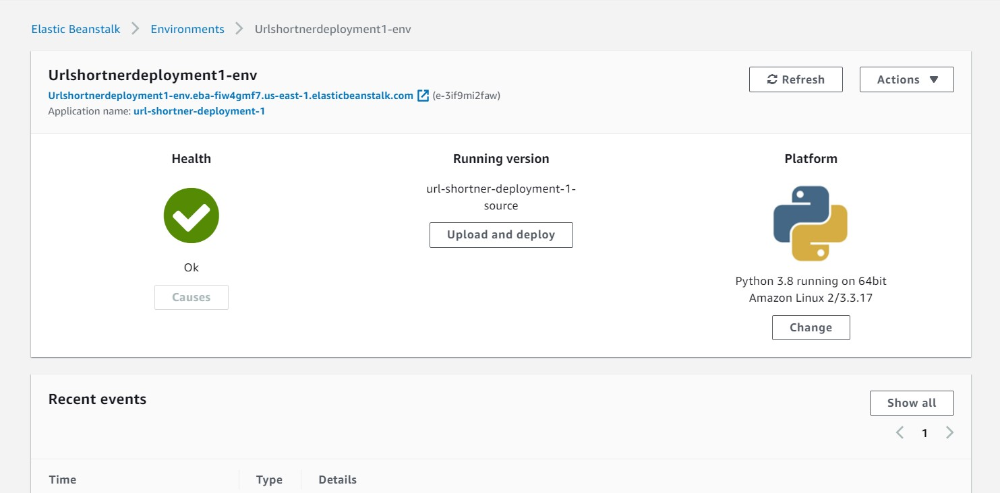 Elastic Beanstalk > Environments > Urlshortnerdeployment1-env
Urlshortnerdeployment1-env
Refresh
Actions ▼
Urlshortnerdeployment1-env.eba-fiw4gmf7.us-east-1.elasticbeanstalk.com (e-3if9mi2faw)
Application name: url-shortner-deployment-1
Health
Ok
Causes
Running version
url-shortner-deployment-1-
source
Upload and deploy
Platform
Python 3.8 running on 64bit
Amazon Linux 2/3.3.17
Change
Recent events
Show all
< 1 >
Time Type Details